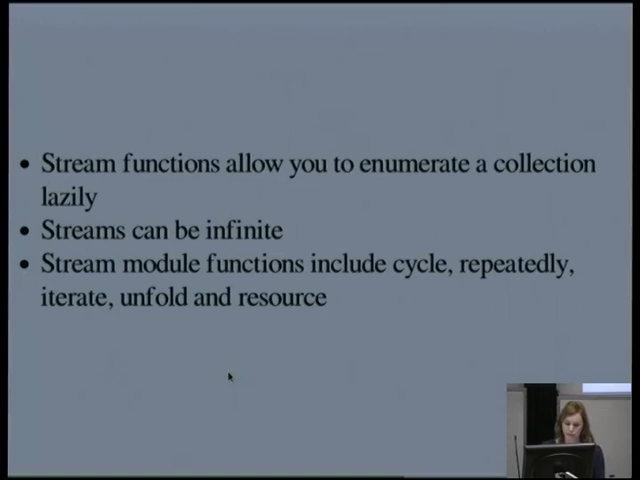 • Stream functions allow you to enumerate a collection
lazily
• Streams can be infinite
• Stream module functions include cycle, repeatedly,
iterate, unfold and resource